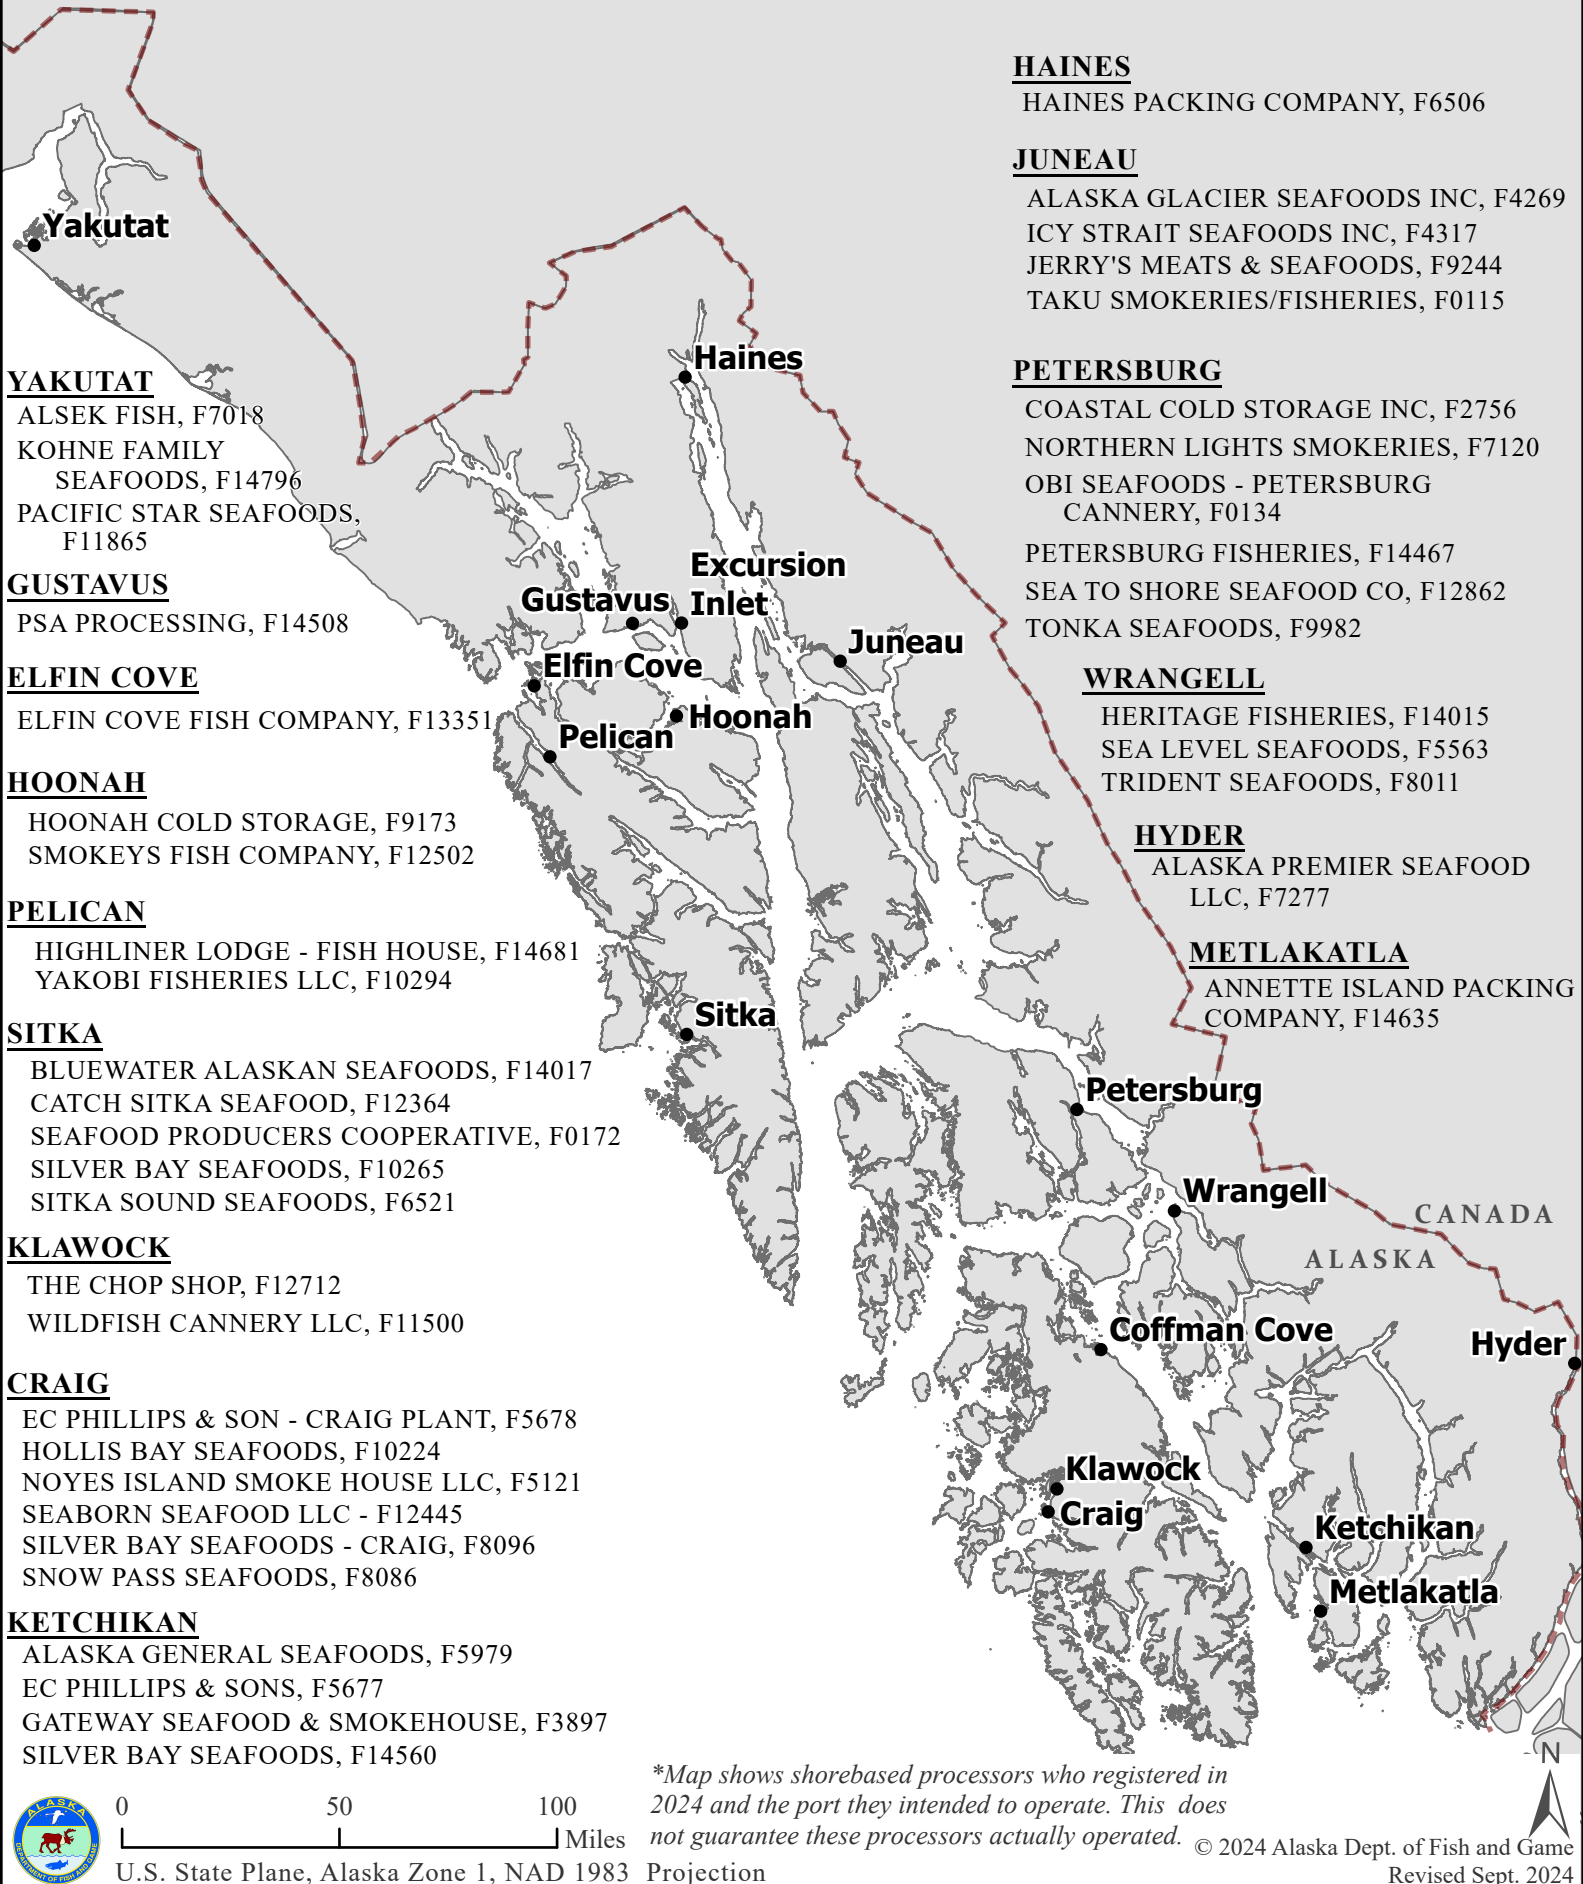 HAINES
HAINES PACKING COMPANY, F6506
JUNEAU
ALASKA GLACIER SEAFOODS INC, F4269
ICY STRAIT SEAFOODS INC, F4317
JERRY'S MEATS & SEAFOODS, F9244
TAKU SMOKERIES/FISHERIES, F0115
PETERSBURG
COASTAL COLD STORAGE INC, F2756
NORTHERN LIGHTS SMOKERIES, F7120
OBI SEAFOODS - PETERSBURG
CANNERY, F0134
PETERSBURG FISHERIES, F14467
SEA TO SHORE SEAFOOD CO, F12862
TONKA SEAFOODS, F9982
WRANGELL
HERITAGE FISHERIES, F14015
SEA LEVEL SEAFOODS, F5563
TRIDENT SEAFOODS, F8011
HYDER
ALASKA PREMIER SEAFOOD
LLC, F7277
METLAKATLA
ANNETTE ISLAND PACKING
COMPANY, F14635
YAKUTAT
ALSEK FISH, F7018
KOHNE FAMILY
SEAFOODS, F14796
PACIFIC STAR SEAFOODS,
F11865
GUSTAVUS
PSA PROCESSING, F14508
ELFIN COVE
ELFIN COVE FISH COMPANY, F13351
HOONAH
HOONAH COLD STORAGE, F9173
SMOKEYS FISH COMPANY, F12502
PELICAN
HIGHLINER LODGE - FISH HOUSE, F14681
YAKOBI FISHERIES LLC, F10294
SITKA
BLUEWATER ALASKAN SEAFOODS, F14017
CATCH SITKA SEAFOOD, F12364
SEAFOOD PRODUCERS COOPERATIVE, F0172
SILVER BAY SEAFOODS, F10265
SITKA SOUND SEAFOODS, F6521
KLAWOCK
THE CHOP SHOP, F12712
WILDFISH CANNERY LLC, F11500
CRAIG
EC PHILLIPS & SON - CRAIG PLANT, F5678
HOLLIS BAY SEAFOODS, F10224
NOYES ISLAND SMOKE HOUSE LLC, F5121
SEABORN SEAFOOD LLC - F12445
SILVER BAY SEAFOODS - CRAIG, F8096
SNOW PASS SEAFOODS, F8086
KETCHIKAN
ALASKA GENERAL SEAFOODS, F5979
EC PHILLIPS & SONS, F5677
GATEWAY SEAFOOD & SMOKEHOUSE, F3897
SILVER BAY SEAFOODS, F14560
Yakutat
Haines
Excursion
Inlet
Gustavus
Juneau
Elfin Cove
Hoonah
Pelican
Sitka
Petersburg
Wrangell
CANADA
ALASKA
Coffman Cove
Hyder
Klawock
Craig
Ketchikan
Metlakatla
N
*Map shows shorebased processors who registered in
2024 and the port they intended to operate. This does
not guarantee these processors actually operated.
© 2024 Alaska Dept. of Fish and Game
Revised Sept. 2024
0 50 100
Miles
U.S. State Plane, Alaska Zone 1, NAD 1983 Projection
ALASKA
DEPARTMENT OF FISH AND GAME